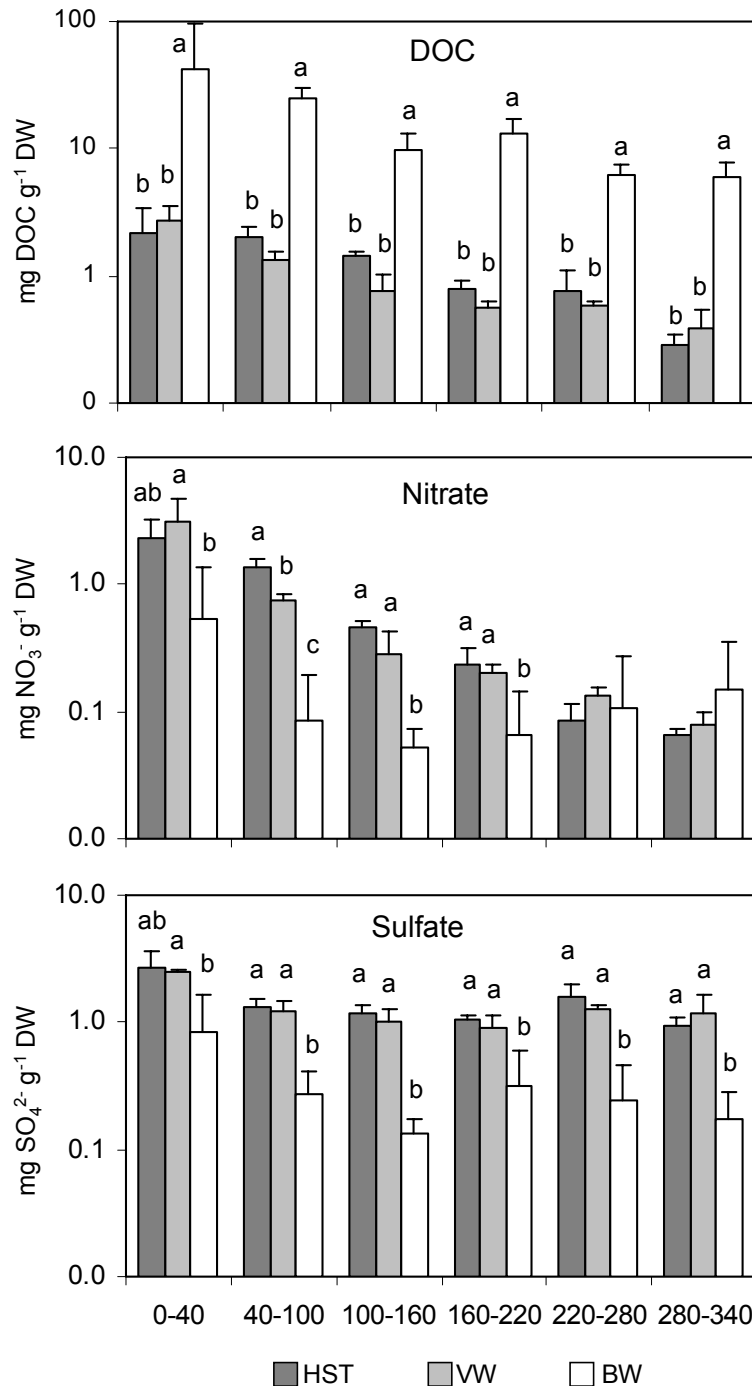 DOC
mg DOC g⁻¹ DW
100
10
1
0
a
b b
a
b b
a
b b
a
b b
a
b b
a
b b
Nitrate
mg NO₃⁻ g⁻¹ DW
10.0
1.0
0.1
0.0
ab a b
a b c
a a b
a a b
Sulfate
mg SO₄²⁻ g⁻¹ DW
10.0
1.0
0.1
0.0
ab a b
a a b
a a b
a a b
a a b
a a b
0-40 40-100 100-160 160-220 220-280 280-340
HST VW BW